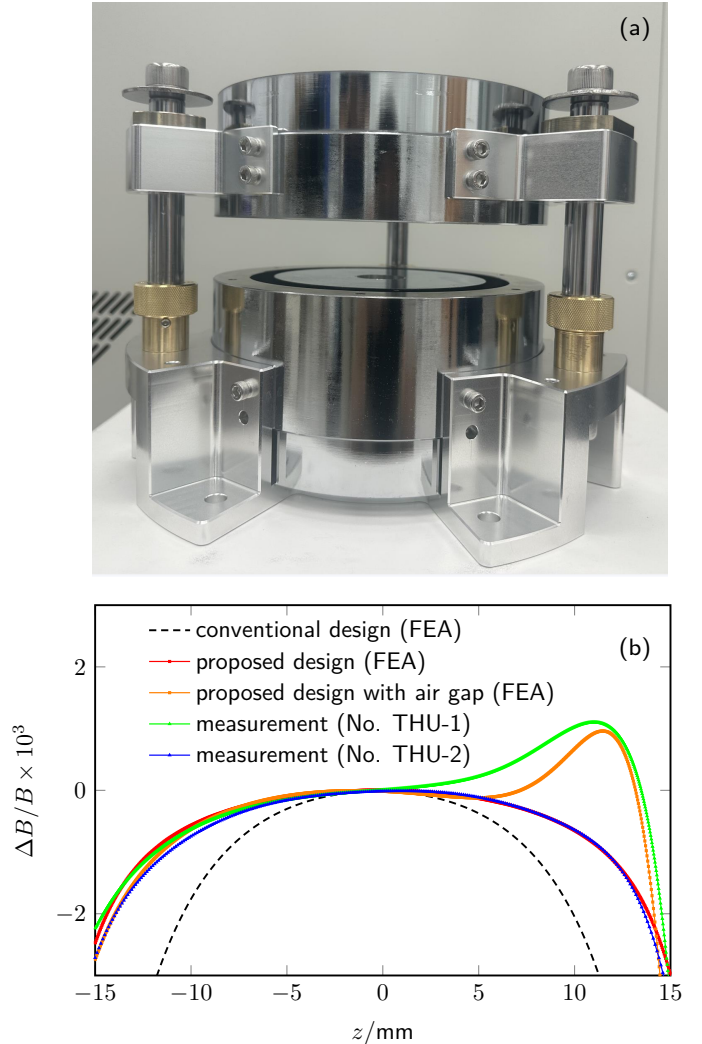 (a)
(b)
conventional design (FEA)
proposed design (FEA)
proposed design with air gap (FEA)
measurement (No. THU-1)
measurement (No. THU-2)
ΔB/B × 10³
2
0
−2
−15 −10 −5 0 5 10 15
z/mm